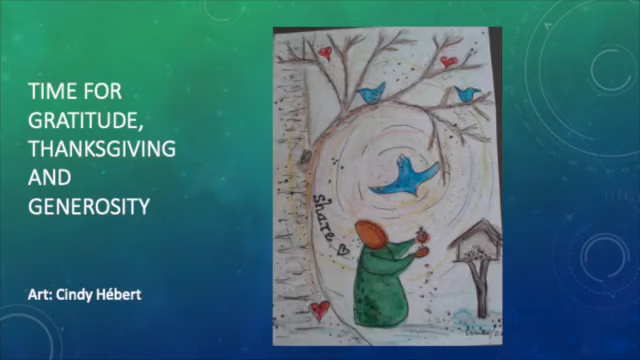 TIME FOR
GRATITUDE,
THANKSGIVING
AND
GENEROSITY
Art: Cindy Hébert
Share